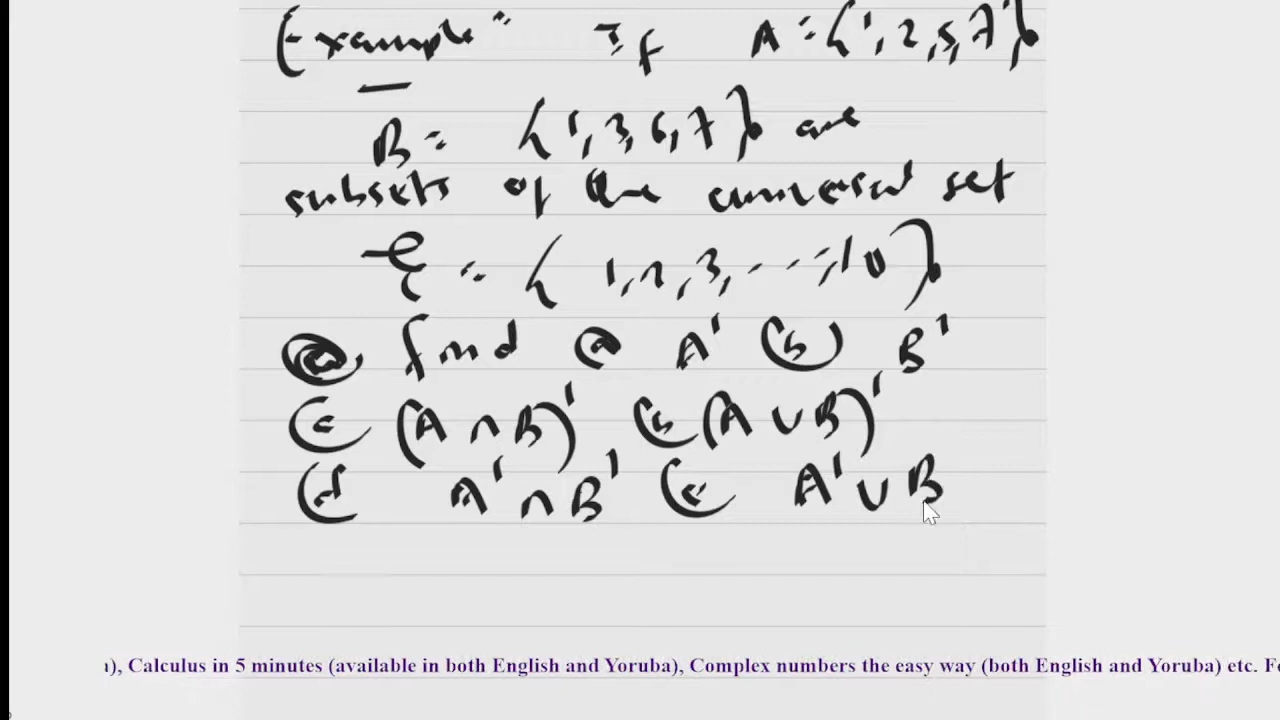 Example" If A = {1, 2, 5, 7}
B = {1, 3, 6, 7} are
subsets of the universal set
ξ = { 1, 2, 3, ...., 10 }
find (a) A' (b) B'
(c) (A ∩ B)' (b) (A ∪ B)'
(d) A' ∩ B' (e) A' ∪ B
), Calculus in 5 minutes (available in both English and Yoruba), Complex numbers the easy way (both English and Yoruba) etc. Fo